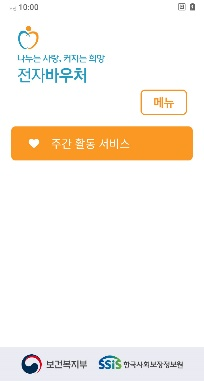 10:00
나누는 사랑, 커지는 희망
전자바우처
메뉴
주간 활동 서비스
보건복지부
SSiS 한국사회보장정보원